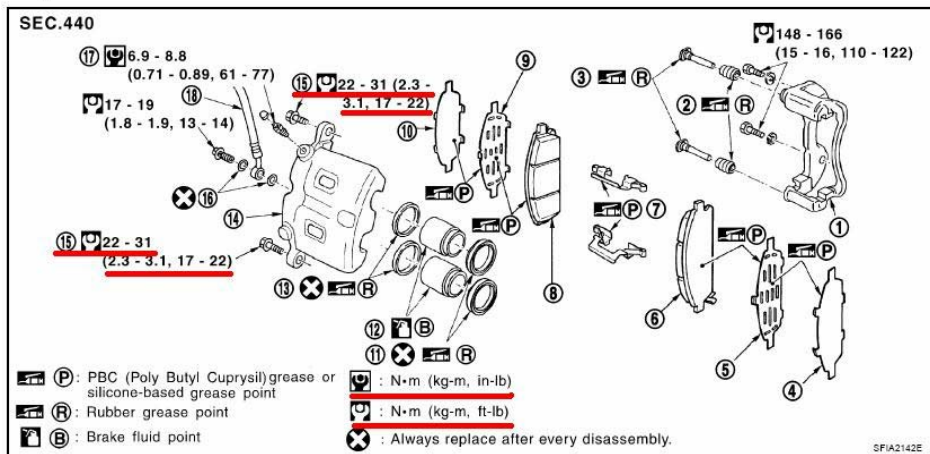 SEC.440
⑰ 6.9 - 8.8
(0.71 - 0.89, 61 - 77)
⑱
17 - 19
(1.8 - 1.9, 13 - 14)
⑮ 22 - 31 (2.3 -
3.1, 17 - 22)
⑩
⑨
148 - 166
(15 - 16, 110 - 122)
③ R
② R
①
⑯
⑭
P
P
P ⑦
⑧
P
P
⑥
⑤
④
⑮ 22 - 31
(2.3 - 3.1, 17 - 22)
⑬ R
⑫ B
⑪ R
P : PBC (Poly Butyl Cuprysil) grease or
silicone-based grease point
R : Rubber grease point
B : Brake fluid point
: N•m (kg-m, in-lb)
: N•m (kg-m, ft-lb)
: Always replace after every disassembly.
SFIA2142E